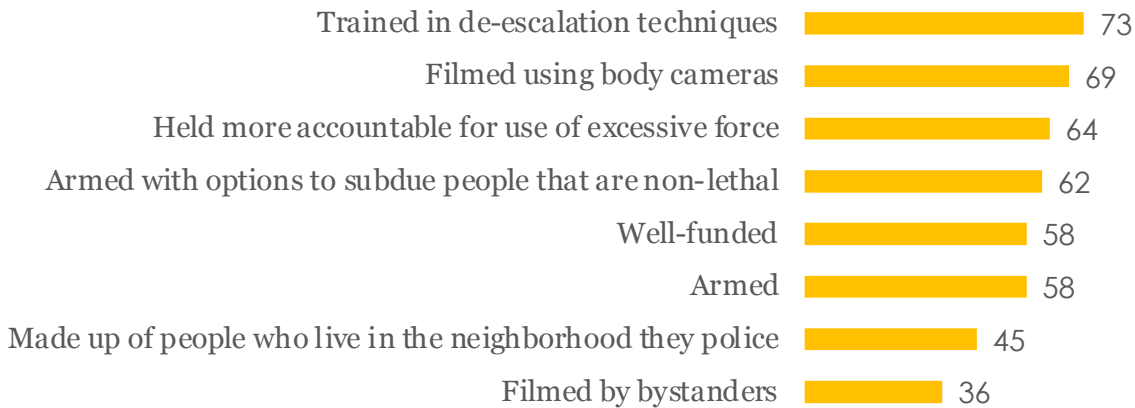 Trained in de-escalation techniques 73
Filmed using body cameras 69
Held more accountable for use of excessive force 64
Armed with options to subdue people that are non-lethal 62
Well-funded 58
Armed 58
Made up of people who live in the neighborhood they police 45
Filmed by bystanders 36